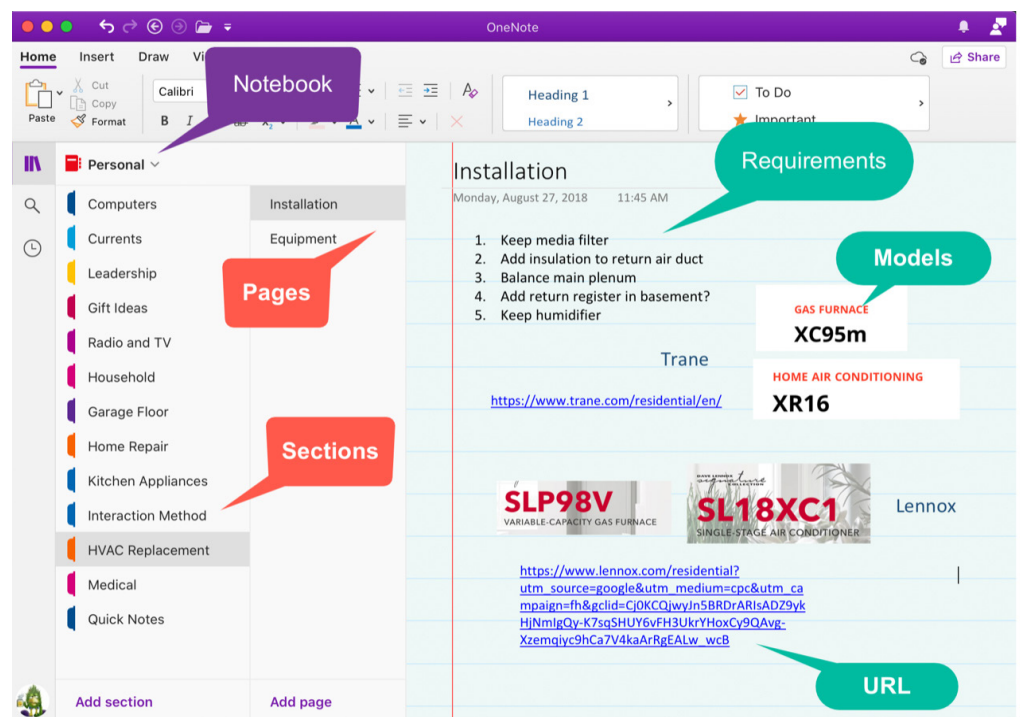 OneNote
Home Insert Draw Vi
Share
Notebook
Cut
Copy
Paste
Format
Calibri
B I
Heading 1
Heading 2
To Do
Important
Personal
Computers
Currents
Leadership
Gift Ideas
Radio and TV
Household
Garage Floor
Home Repair
Kitchen Appliances
Interaction Method
HVAC Replacement
Medical
Quick Notes
Add section
Installation
Equipment
Pages
Sections
Add page
Installation
Monday, August 27, 2018 11:45 AM
Requirements
1. Keep media filter
2. Add insulation to return air duct
3. Balance main plenum
4. Add return register in basement?
5. Keep humidifier
Models
GAS FURNACE
XC95m
Trane
HOME AIR CONDITIONING
XR16
https://www.trane.com/residential/en/
SLP98V
VARIABLE-CAPACITY GAS FURNACE
DAVE LENNOX
signature
COLLECTION
SL18XC1
SINGLE-STAGE AIR CONDITIONER
Lennox
https://www.lennox.com/residential?
utm_source=google&utm_medium=cpc&utm_ca
mpaign=fh&gclid=Cj0KCQjwyJn5BRDrARIsADZ9yk
HjNmIgQy-K7sqSHUY6vFH3UkrYHoxCy9QAvg-
Xzemqiyc9hCa7V4kaArRgEALw_wcB
URL